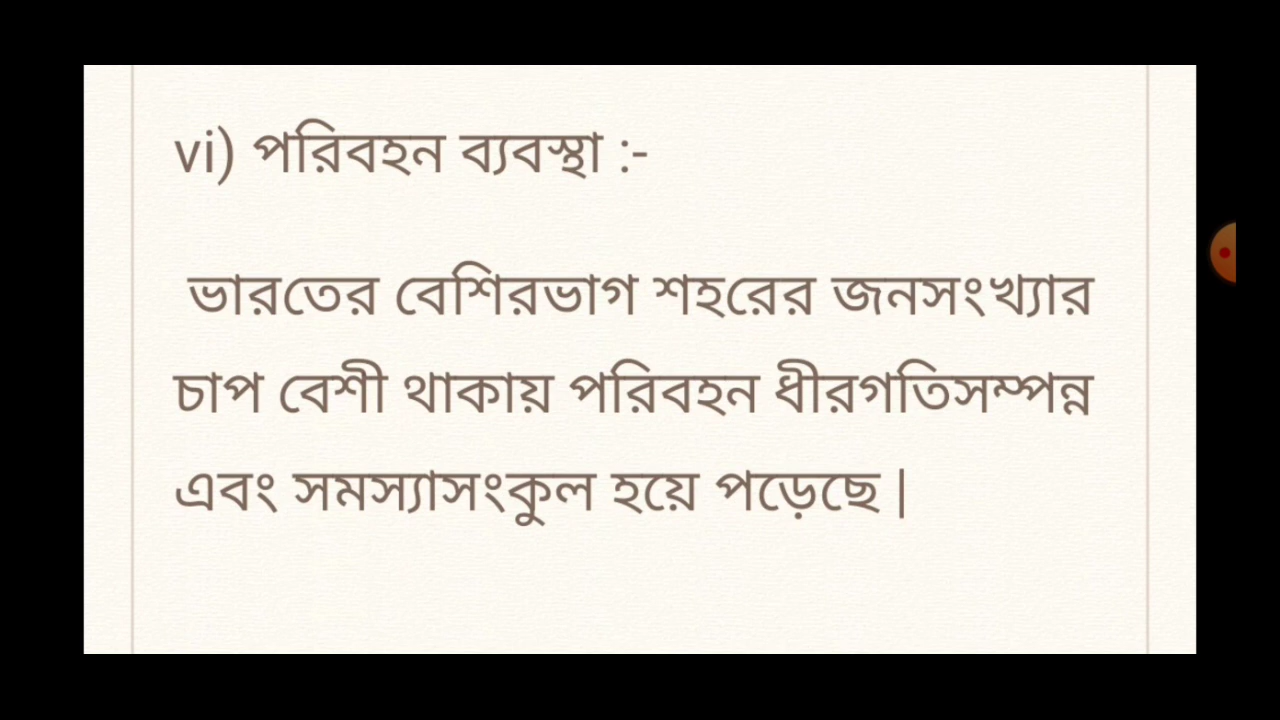 vi) পরিবহন ব্যবস্থা :-
ভারতের বেশিরভাগ শহরের জনসংখ্যার
চাপ বেশী থাকায় পরিবহন ধীরগতিসম্পন্ন
এবং সমস্যাসংকুল হয়ে পড়েছে |